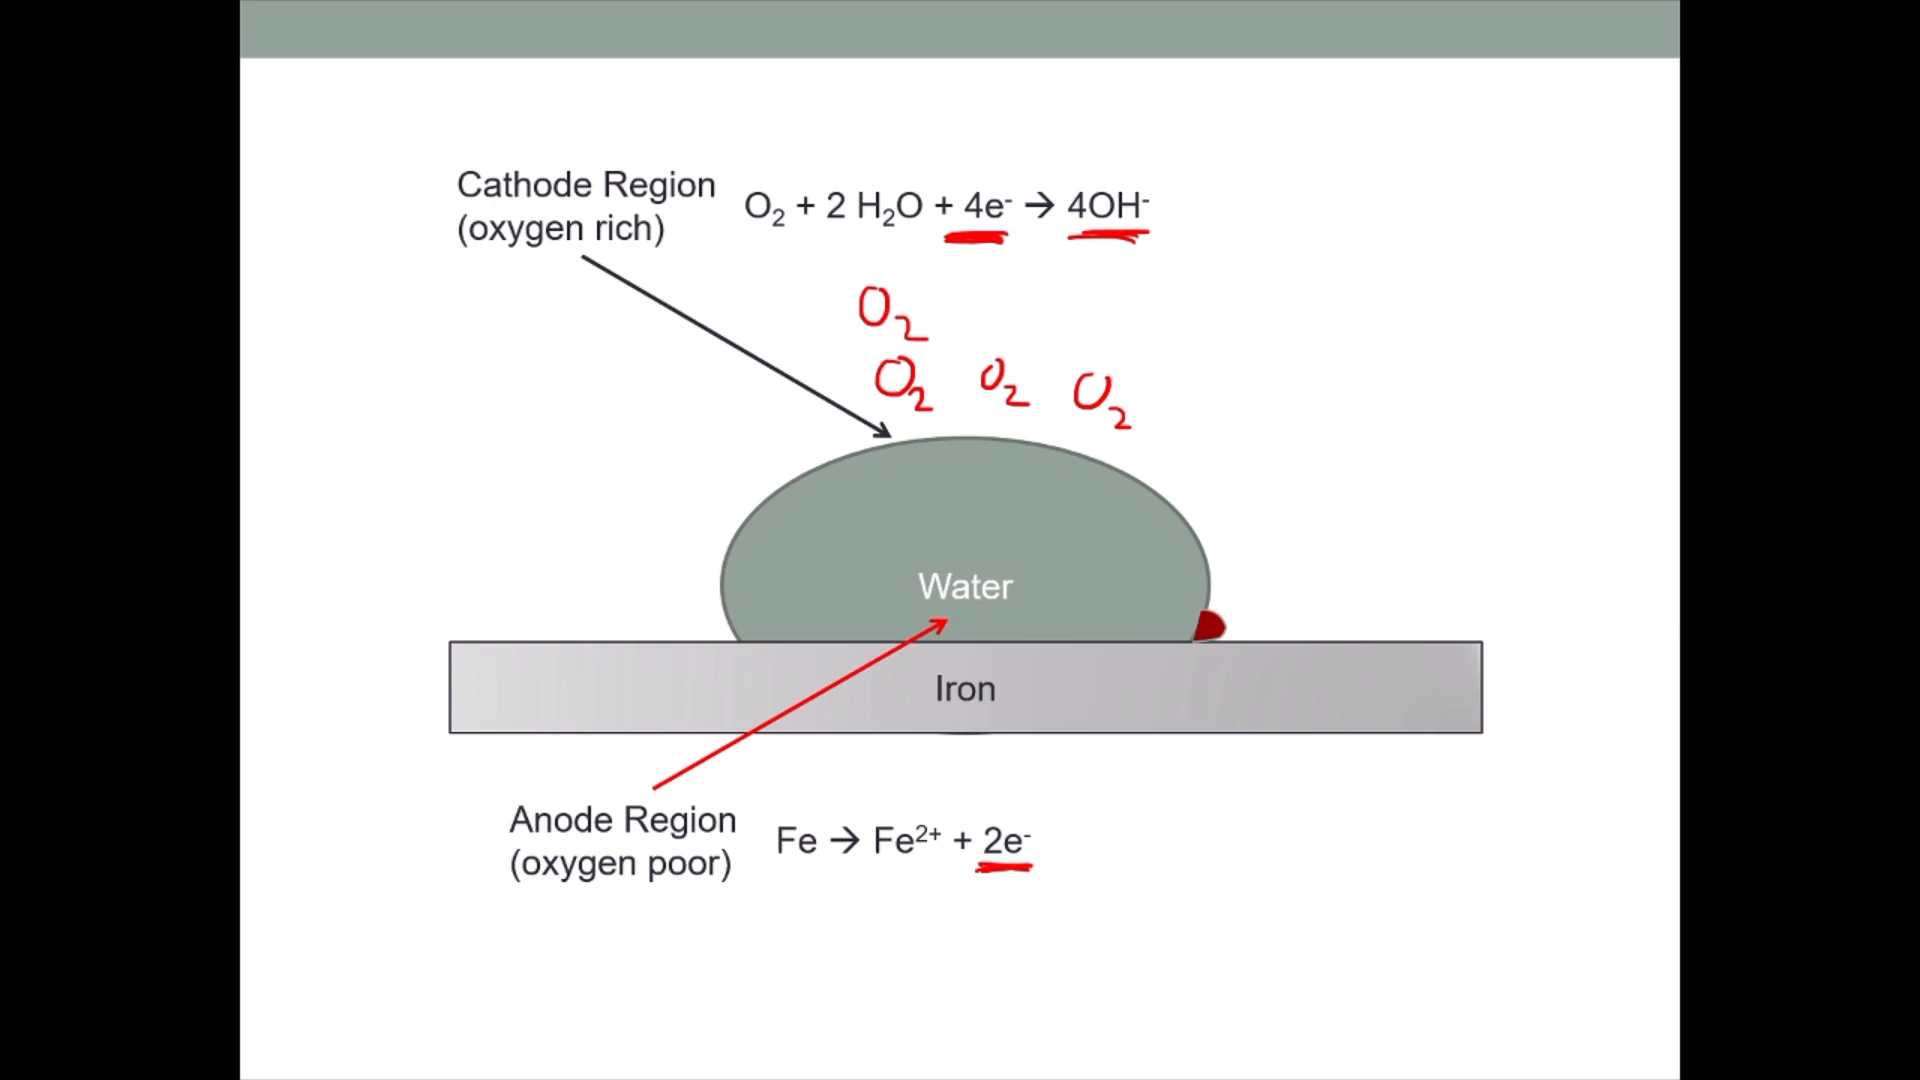 Cathode Region
(oxygen rich)
O₂ + 2 H₂O + 4e⁻ → 4OH⁻
O₂
O₂ O₂ O₂
Water
Iron
Anode Region
(oxygen poor)
Fe → Fe²⁺ + 2e⁻